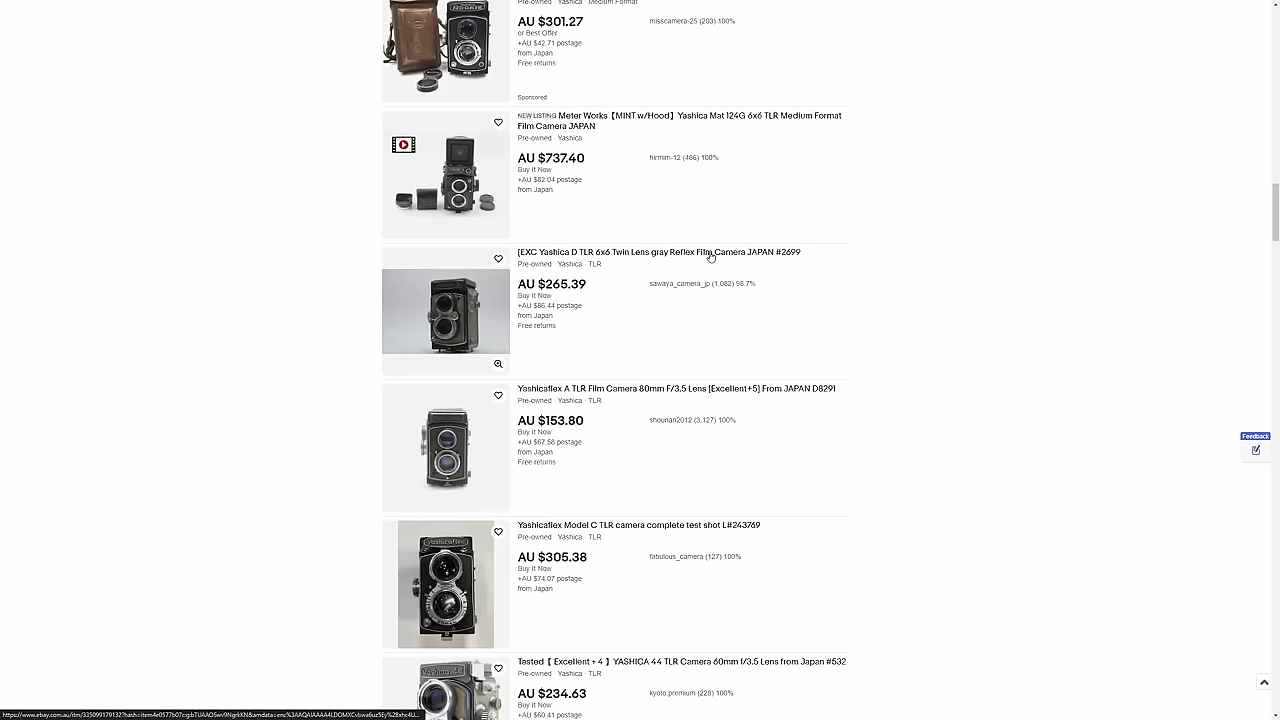 Pre-owned · Yashica · Medium Format
ROOKIE
AU $301.27
misscamera-25 (203) 100%
or Best Offer
+AU $42.71 postage
from Japan
Free returns
Sponsored
NEW LISTING Meter Works【MINT w/Hood】Yashica Mat 124G 6x6 TLR Medium Format
Film Camera JAPAN
Pre-owned · Yashica
AU $737.40
hirmim-12 (486) 100%
Buy It Now
+AU $82.04 postage
from Japan
[EXC Yashica D TLR 6x6 Twin Lens gray Reflex Film Camera JAPAN #2699
Pre-owned · Yashica · TLR
AU $265.39
sawaya_camera_jp (1,082) 98.7%
Buy It Now
+AU $86.44 postage
from Japan
Free returns
Yashicaflex A TLR Film Camera 80mm F/3.5 Lens [Excellent+5] From JAPAN D8291
Pre-owned · Yashica · TLR
AU $153.80
shounan2012 (3,127) 100%
Buy It Now
+AU $67.58 postage
from Japan
Free returns
Feedback
Yashicaflex Model C TLR camera complete test shot L#243769
Pre-owned · Yashica · TLR
Yashicaflex
AU $305.38
fabulous_camera (127) 100%
Buy It Now
+AU $74.07 postage
from Japan
Tasted【 Excellent + 4 】YASHICA 44 TLR Camera 60mm f/3.5 Lens from Japan #532
Pre-owned · Yashica · TLR
Yashica 44
AU $234.63
kyoto premium (228) 100%
Buy It Now
+AU $60.41 postage